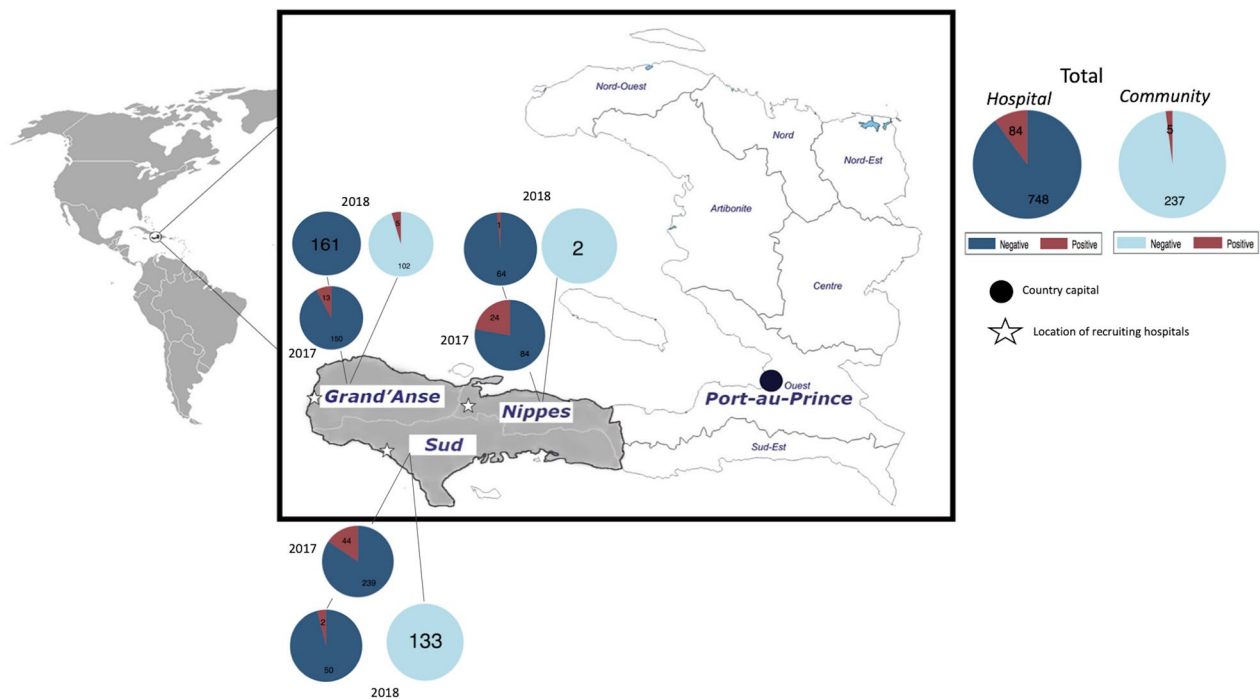 Total
Hospital
Community
84
748
5
237
Negative
Positive
Negative
Positive
Country capital
Location of recruiting hospitals
Nord-Ouest
Nord
Nord-Est
Artibonite
Centre
Ouest
Port-au-Prince
Sud-Est
2018
161
5
102
13
150
2017
2018
1
64
2
24
84
2017
Grand'Anse
Nippes
Sud
2017
44
239
2
50
133
2018